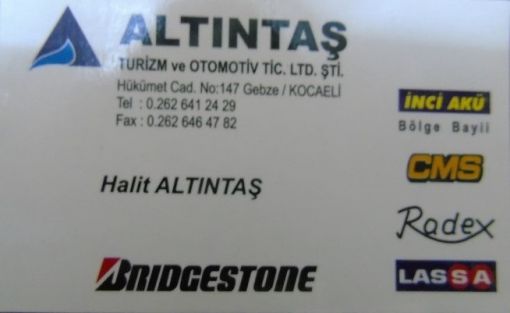 ALTINTAŞ
TURİZM ve OTOMOTİV TİC. LTD. ŞTİ.
Hükümet Cad. No:147 Gebze / KOCAELİ
Tel : 0.262 641 24 29
Fax : 0.262 646 47 82
Halit ALTINTAŞ
BRIDGESTONE
İNCİ AKÜ
Bölge Bayii
CMS
Radex
LASSA